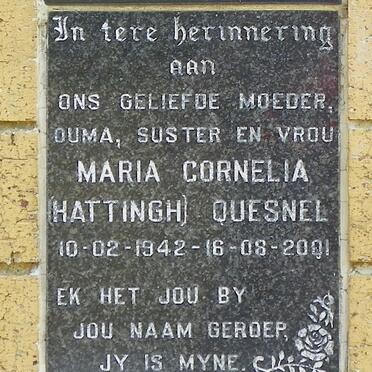 In tere herinnering
aan
ONS GELIEFDE MOEDER,
OUMA, SUSTER EN VROU
MARIA CORNELIA
(HATTINGH) QUESNEL
10-02-1942-16-08-2001
EK HET JOU BY
JOU NAAM GEROEP,
JY IS MYNE.